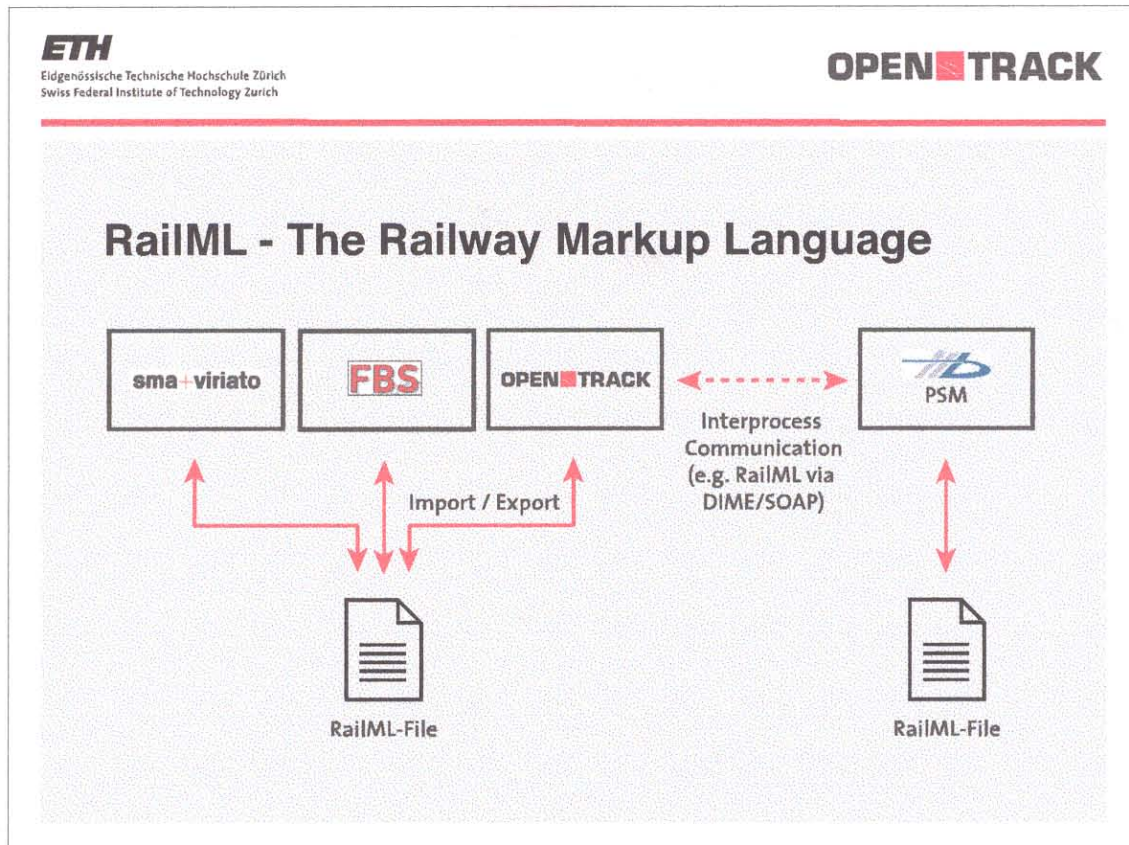 ETH
Eidgenössische Technische Hochschule Zürich
Swiss Federal Institute of Technology Zurich
OPEN TRACK
RailML - The Railway Markup Language
sma+viriato
FBS
OPEN TRACK
PSM
Interprocess
Communication
(e.g. RailML via
DIME/SOAP)
Import / Export
RailML-File
RailML-File